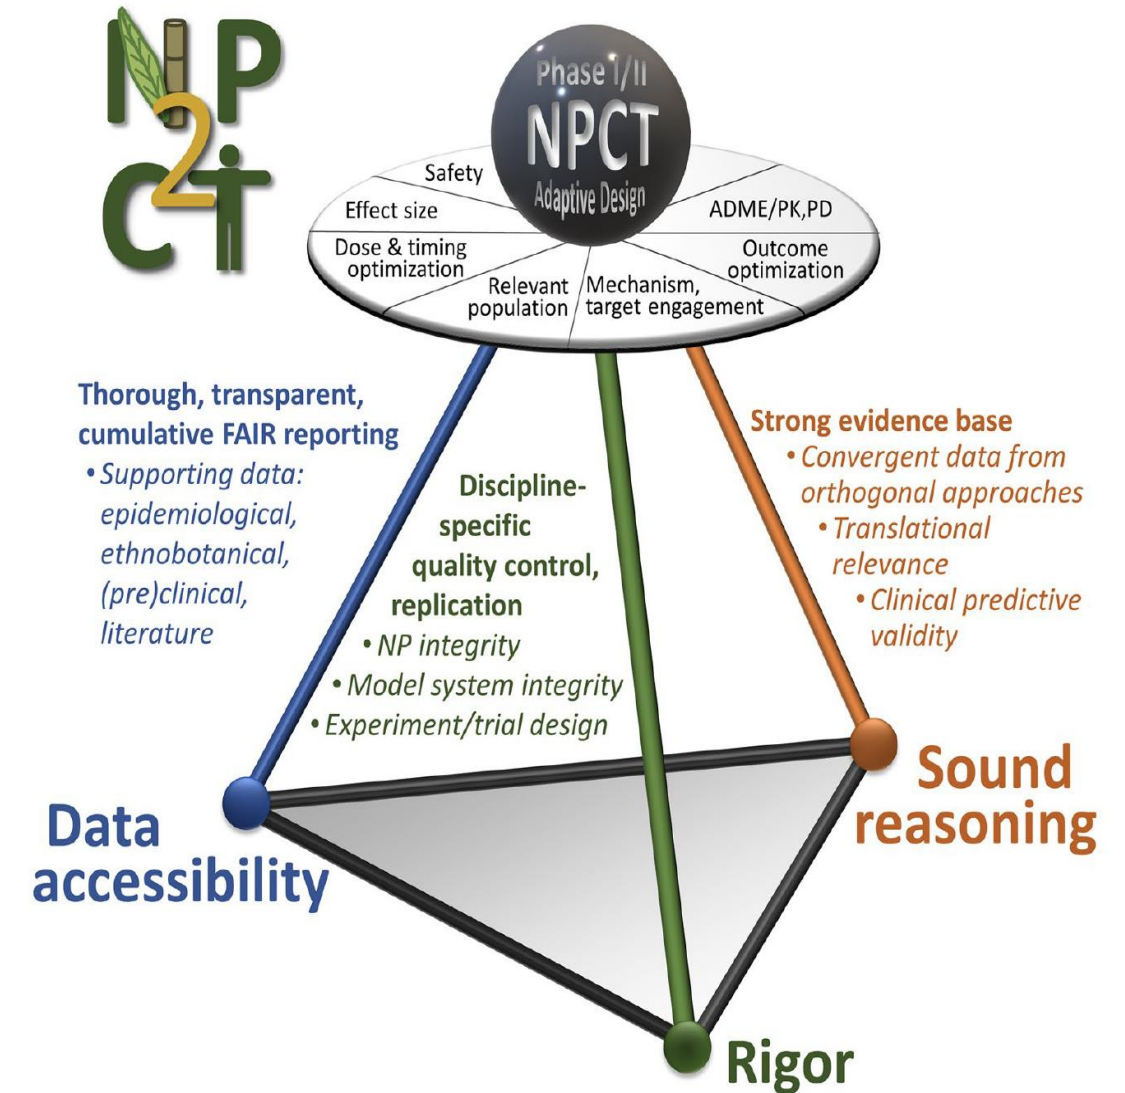 NP
2
CT
Phase I/II
NPCT
Adaptive Design
Safety
Effect size
Dose & timing
optimization
Relevant
population
Mechanism,
target engagement
Outcome
optimization
ADME/PK,PD
Thorough, transparent,
cumulative FAIR reporting
• Supporting data:
epidemiological,
ethnobotanical,
(pre)clinical,
literature
Discipline-
specific
quality control,
replication
• NP integrity
• Model system integrity
• Experiment/trial design
Strong evidence base
• Convergent data from
orthogonal approaches
• Translational
relevance
• Clinical predictive
validity
Data
accessibility
Sound
reasoning
Rigor